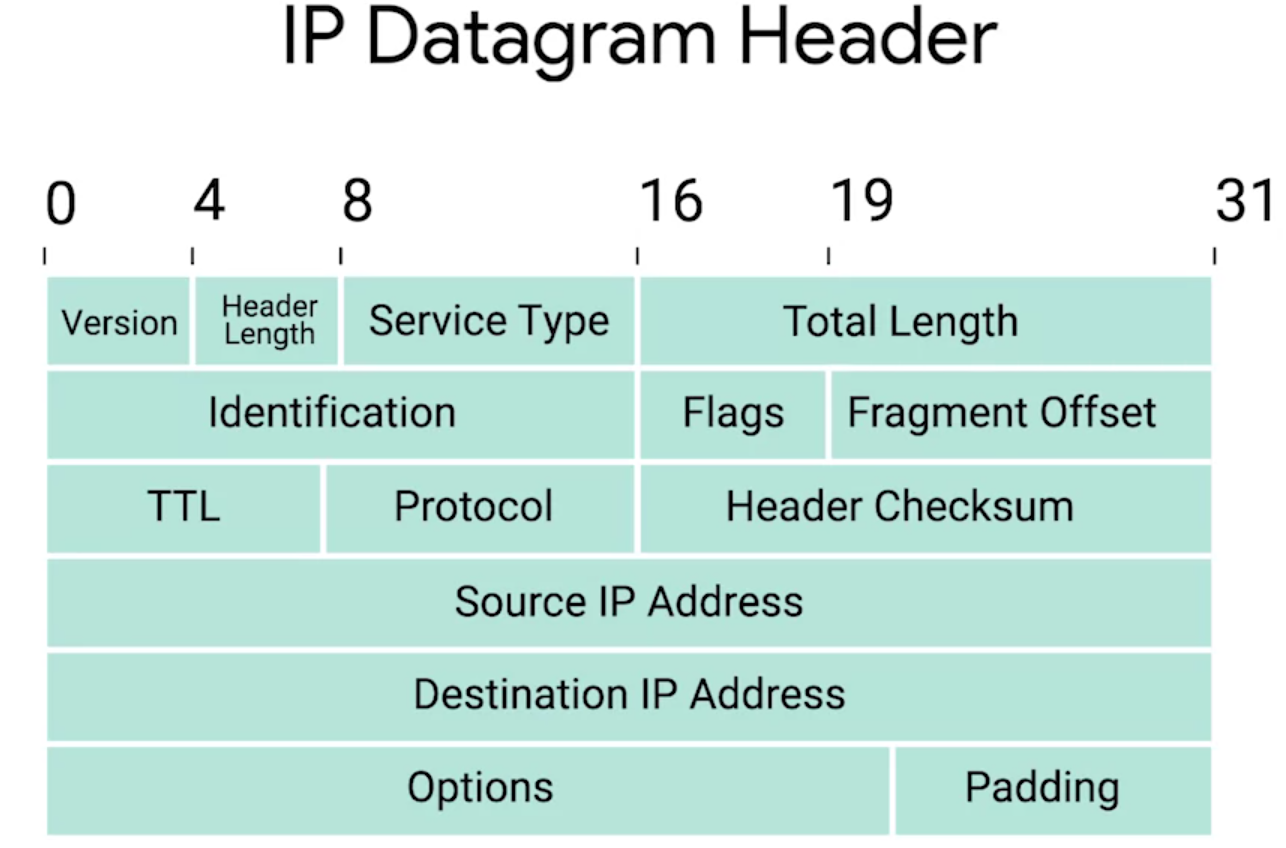 IP Datagram Header
0 4 8 16 19 31
Version Header Length Service Type Total Length
Identification Flags Fragment Offset
TTL Protocol Header Checksum
Source IP Address
Destination IP Address
Options Padding